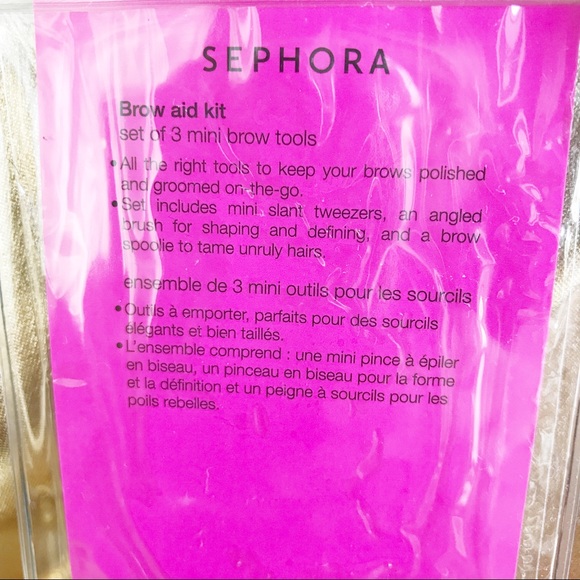 SEPHORA
Brow aid kit
set of 3 mini brow tools
•All the right tools to keep your brows polished
and groomed on-the-go.
•Set includes mini slant tweezers, an angled
brush for shaping and defining, and a brow
spoolie to tame unruly hairs.
ensemble de 3 mini outils pour les sourcils
•Outils à emporter, parfaits pour des sourcils
élégants et bien taillés.
•L'ensemble comprend : une mini pince à épiler
en biseau, un pinceau en biseau pour la forme
et la définition et un peigne à sourcils pour les
poils rebelles.